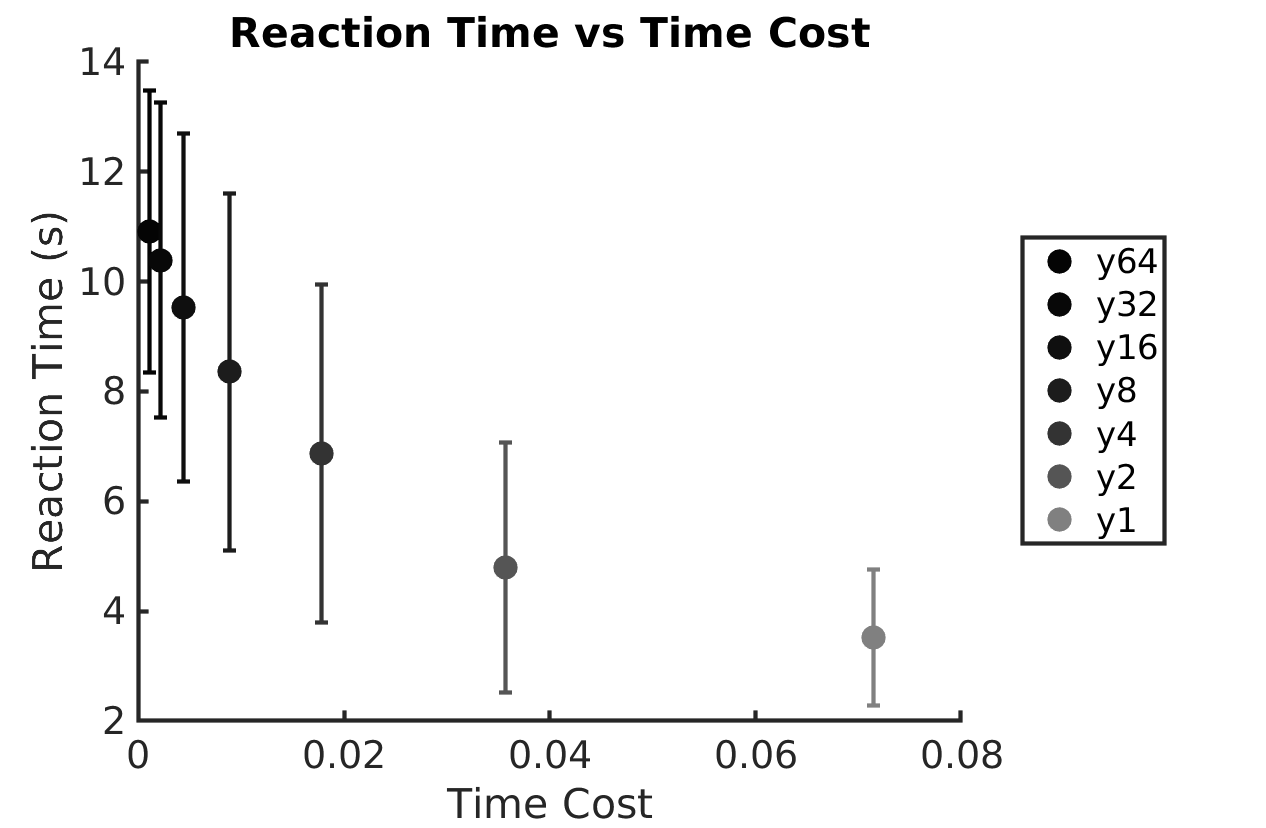 Reaction Time vs Time Cost
14
12
10
8
6
4
2
Reaction Time (s)
0 0.02 0.04 0.06 0.08
Time Cost
y64
y32
y16
y8
y4
y2
y1